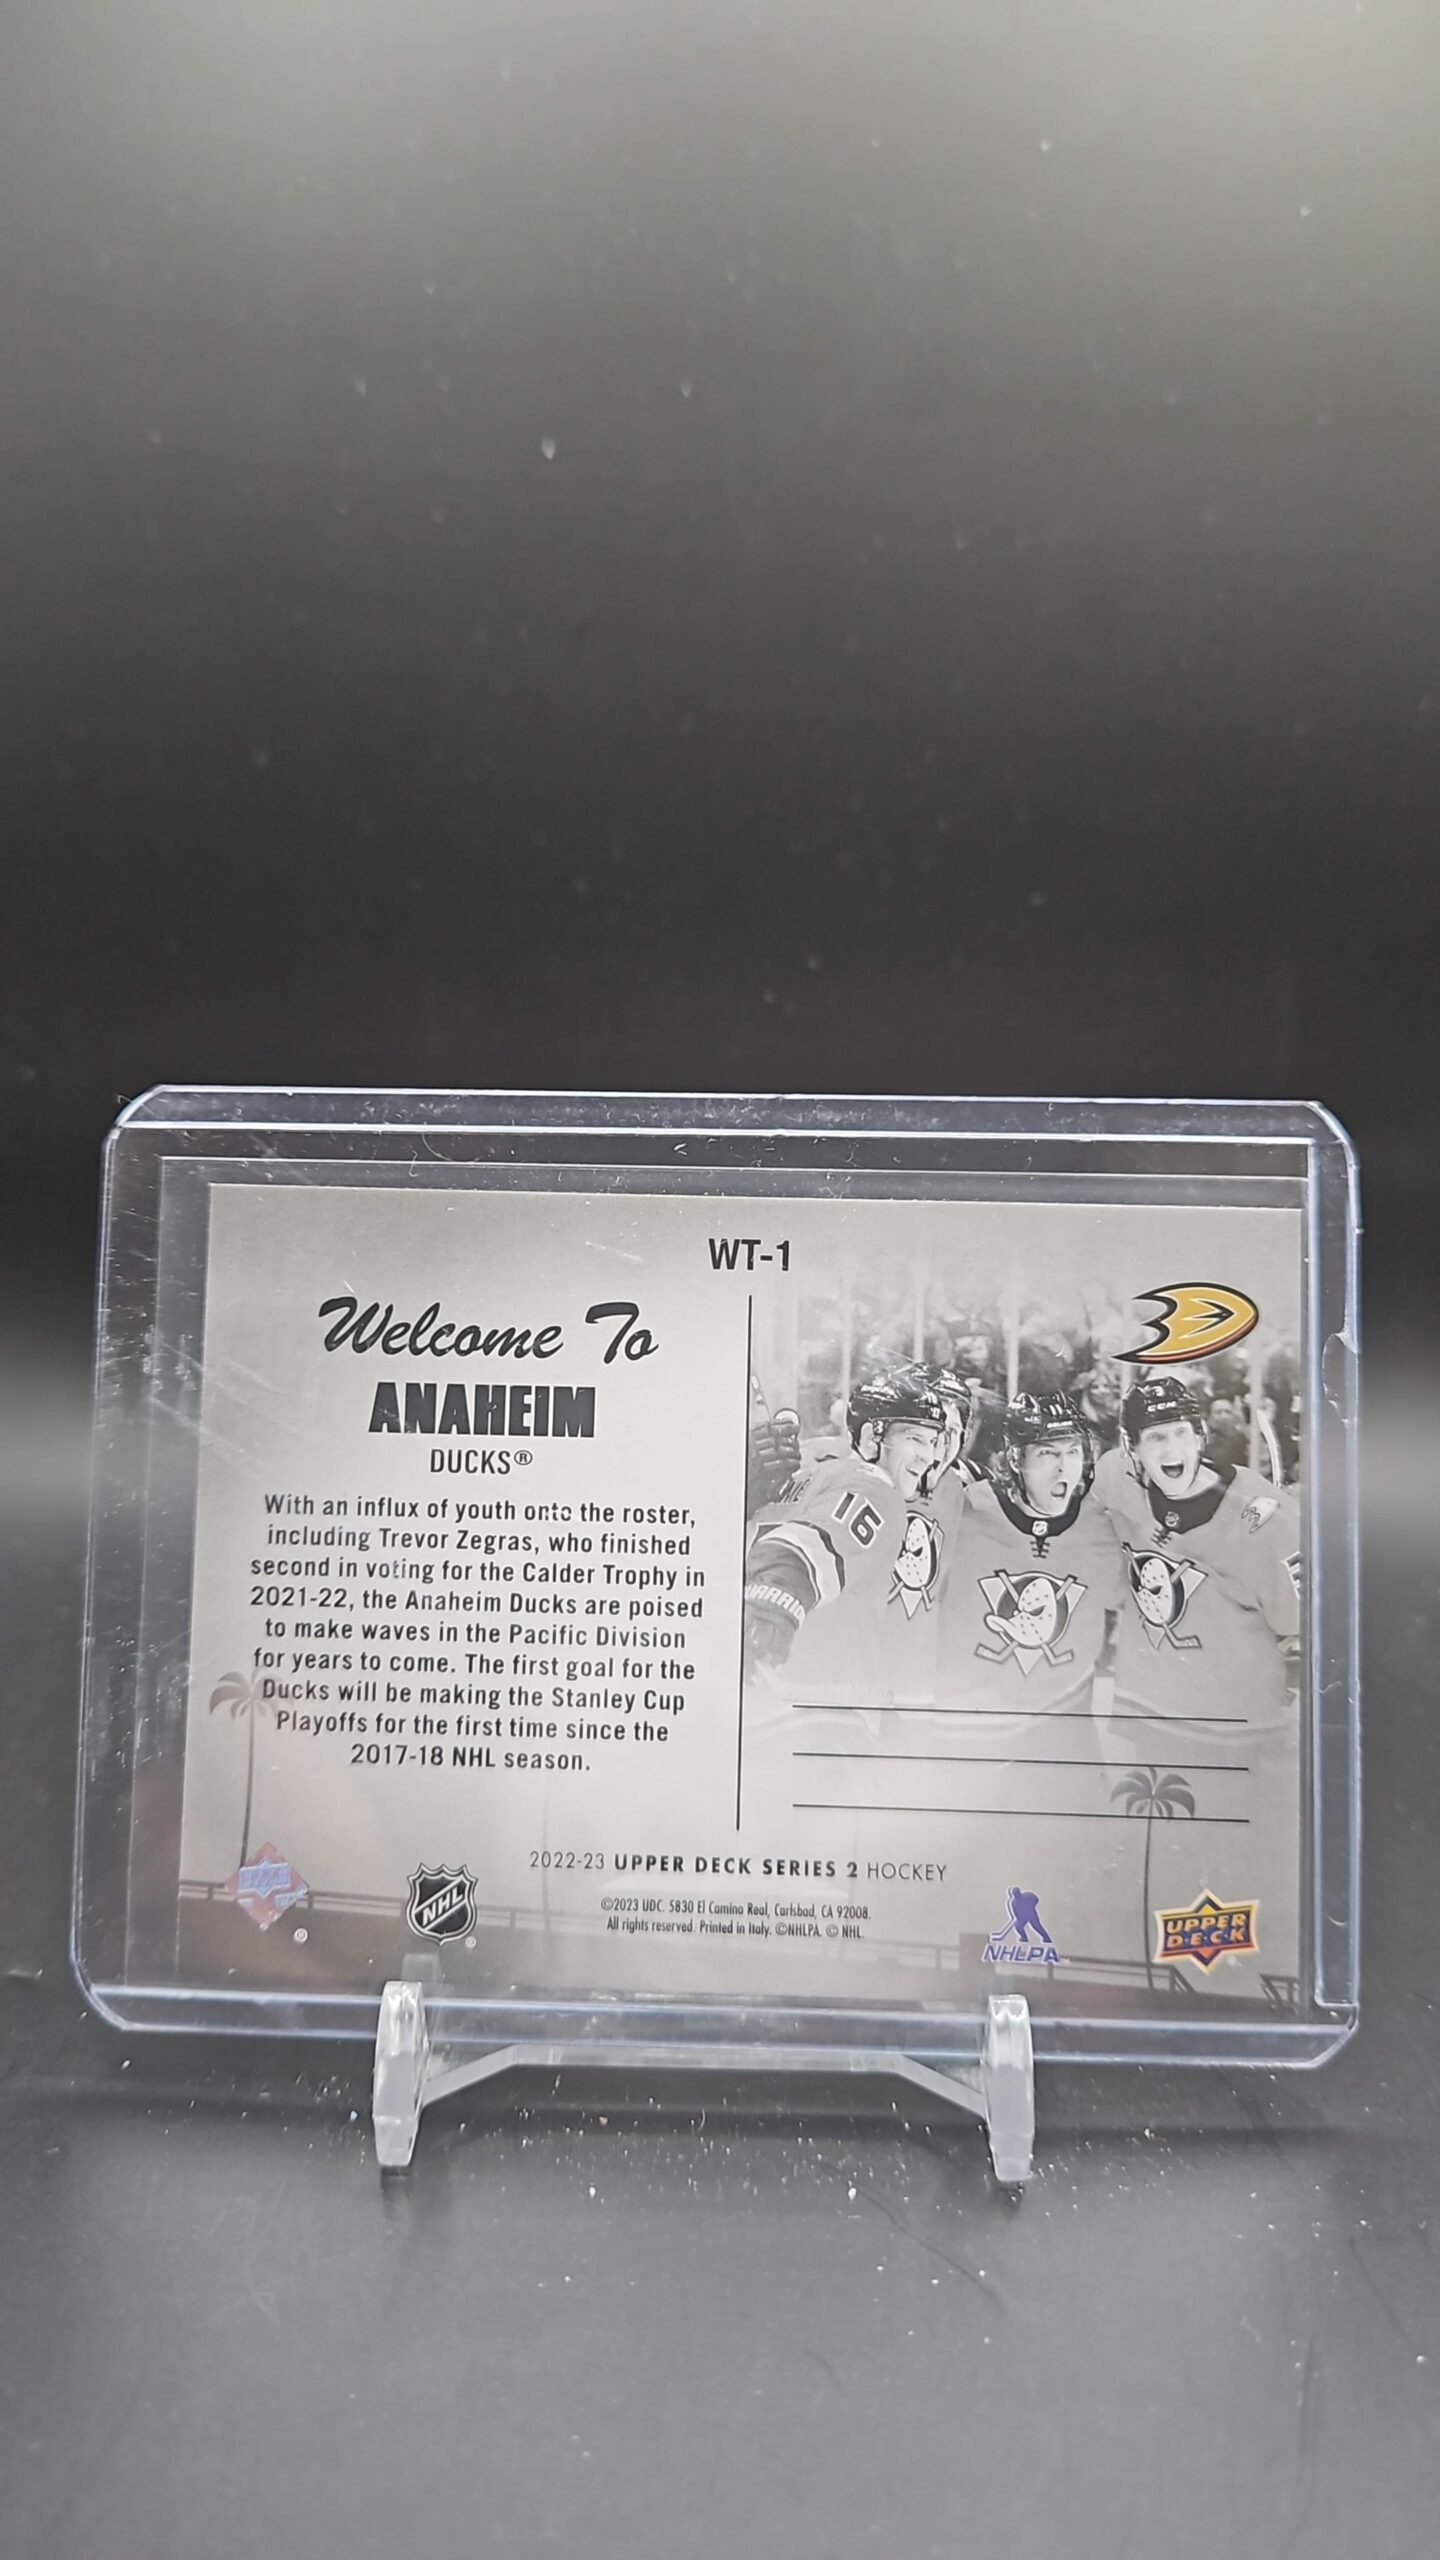 WT-1
Welcome To
ANAHEIM
DUCKS®
With an influx of youth onto the roster,
including Trevor Zegras, who finished
second in voting for the Calder Trophy in
2021-22, the Anaheim Ducks are poised
to make waves in the Pacific Division
for years to come. The first goal for the
Ducks will be making the Stanley Cup
Playoffs for the first time since the
2017-18 NHL season.
16
2022-23 UPPER DECK SERIES 2 HOCKEY
©2023 UDC. 5830 El Camino Real, Carlsbad, CA 92008.
All rights reserved. Printed in Italy. ©NHLPA. © NHL.
®
NHL
®
NHLPA
UPPER
D·E·C·K